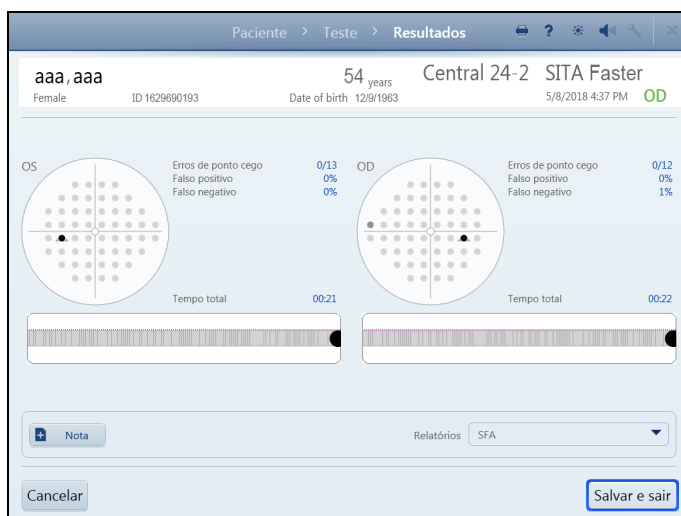 Paciente > Teste > Resultados
?
aaa, aaa
54 years
Central 24-2
SITA Faster
Female
ID 1629690193
Date of birth 12/9/1963
5/8/2018 4:37 PM
OD
OS
Erros de ponto cego 0/13
Falso positivo 0%
Falso negativo 0%
Tempo total 00:21
OD
Erros de ponto cego 0/12
Falso positivo 0%
Falso negativo 1%
Tempo total 00:22
Nota
Relatórios SFA
Cancelar
Salvar e sair